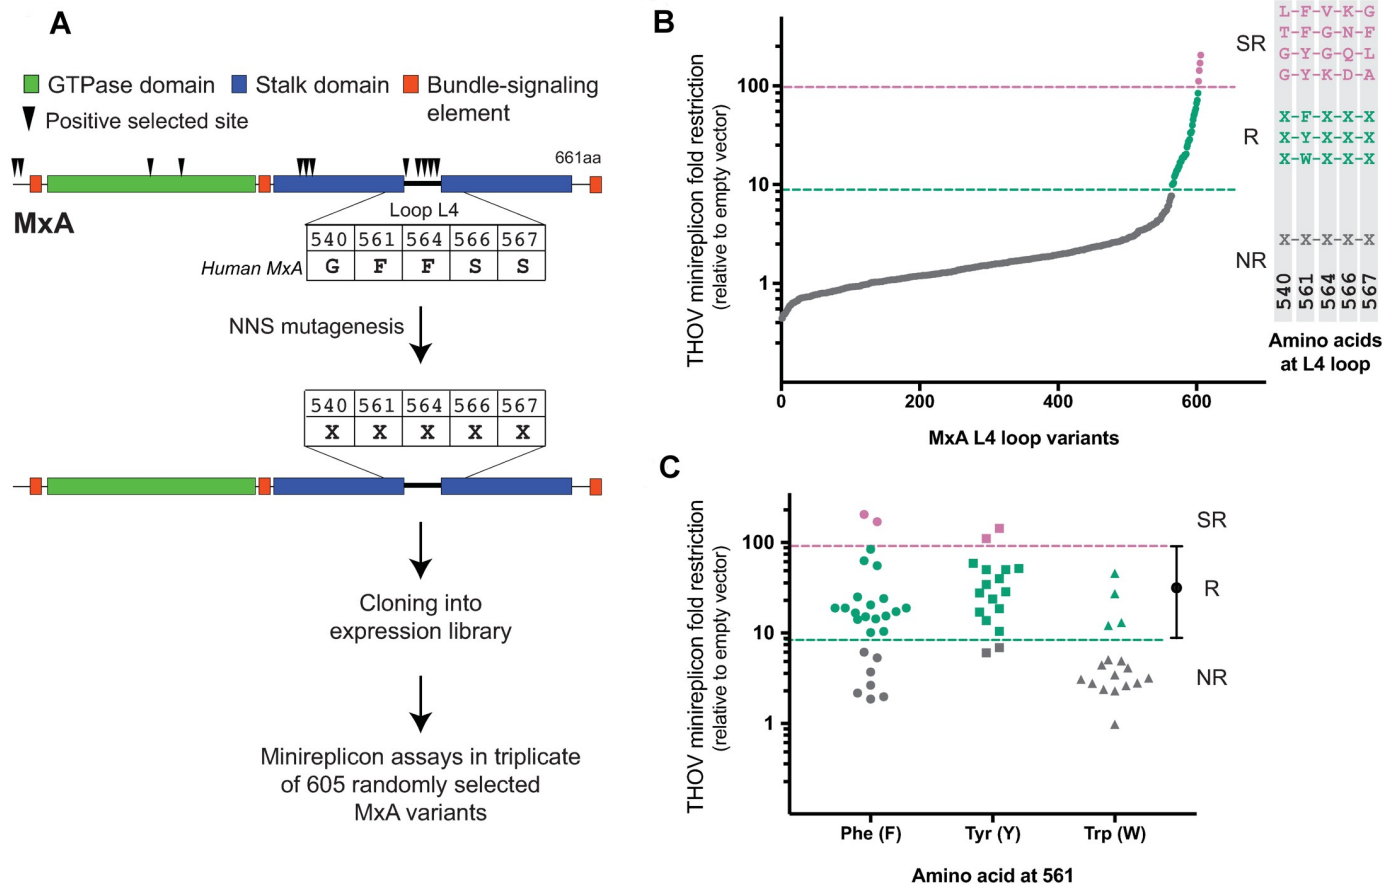 A
GTPase domain
Stalk domain
Bundle-signaling
element
Positive selected site
661aa
MxA
Loop L4
540 561 564 566 567
Human MxA
G F F S S
NNS mutagenesis
540 561 564 566 567
X X X X X
Cloning into
expression library
Minireplicon assays in triplicate
of 605 randomly selected
MxA variants
B
THOV minireplicon fold restriction
(relative to empty vector)
100
10
1
0
200
400
600
MxA L4 loop variants
SR
R
NR
L-F-V-K-G
T-F-G-N-F
G-Y-G-Q-L
G-Y-K-D-A
X-F-X-X-X
X-Y-X-X-X
X-W-X-X-X
X-X-X-X-X
540 561 564 566 567
Amino acids
at L4 loop
C
THOV minireplicon fold restriction
(relative to empty vector)
100
10
1
SR
R
NR
Phe (F)
Tyr (Y)
Trp (W)
Amino acid at 561